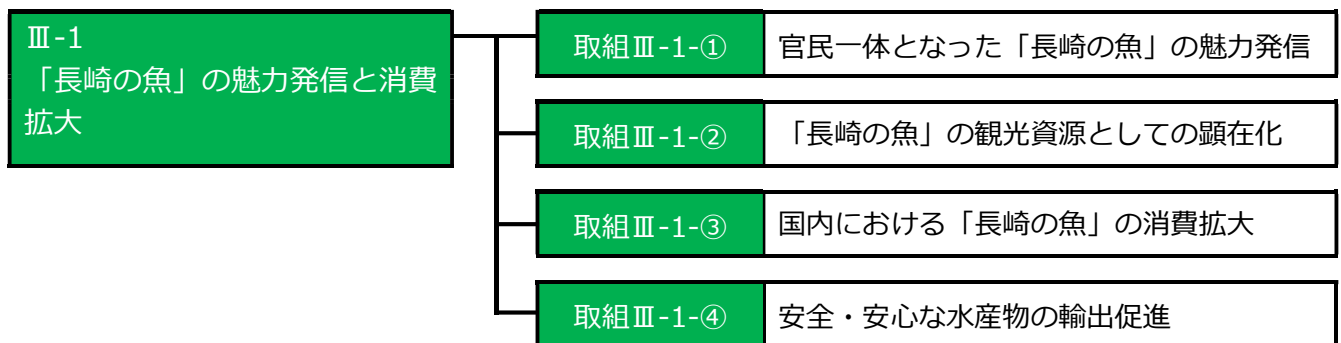 Ⅲ-1
「長崎の魚」の魅力発信と消費
拡大
取組Ⅲ-1-① 官民一体となった「長崎の魚」の魅力発信
取組Ⅲ-1-② 「長崎の魚」の観光資源としての顕在化
取組Ⅲ-1-③ 国内における「長崎の魚」の消費拡大
取組Ⅲ-1-④ 安全・安心な水産物の輸出促進